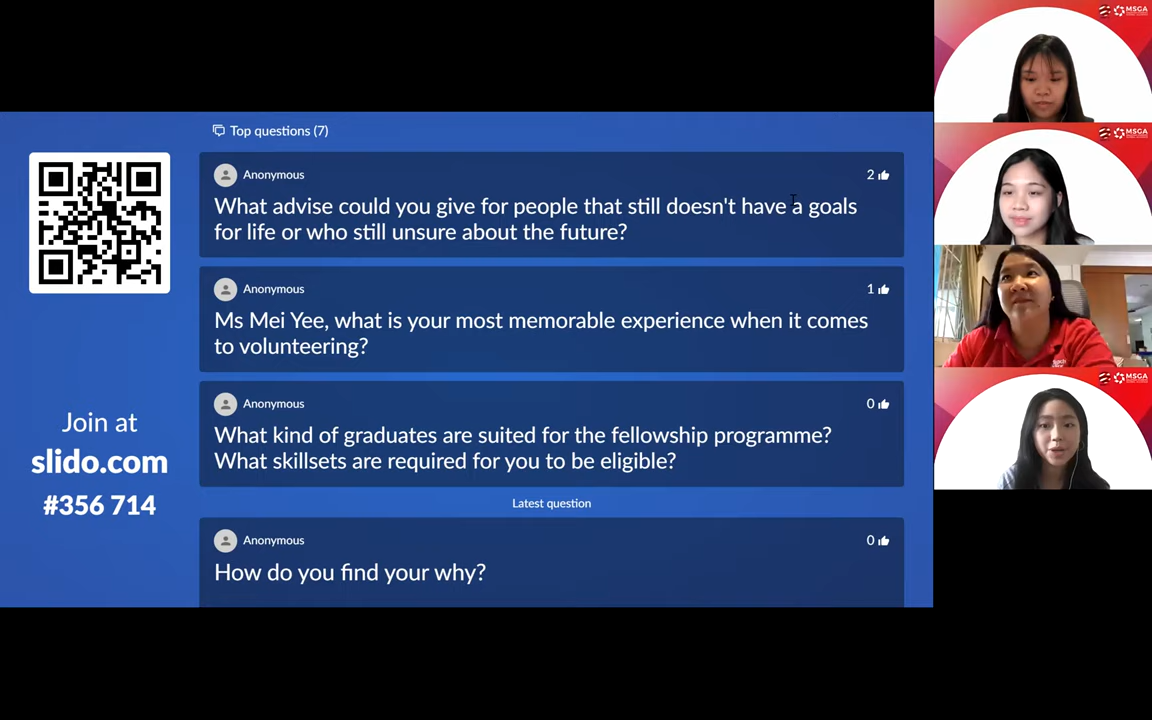 Top questions (7)
Anonymous
2
What advise could you give for people that still doesn't have a goals
for life or who still unsure about the future?
Anonymous
1
Ms Mei Yee, what is your most memorable experience when it comes
to volunteering?
Anonymous
0
What kind of graduates are suited for the fellowship programme?
What skillsets are required for you to be eligible?
Latest question
Anonymous
0
How do you find your why?
Join at
slido.com
#356 714
MSGA
MSGA
MSGA